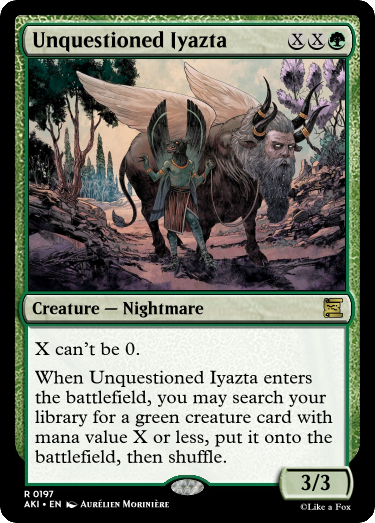 Unquestioned Iyazta XXG
Creature — Nightmare
X can't be 0.
When Unquestioned Iyazta enters
the battlefield, you may search your
library for a green creature card with
mana value X or less, put it onto the
battlefield, then shuffle.
3/3
R 0197
AKI • EN Aurélien Morinière
©Like a Fox